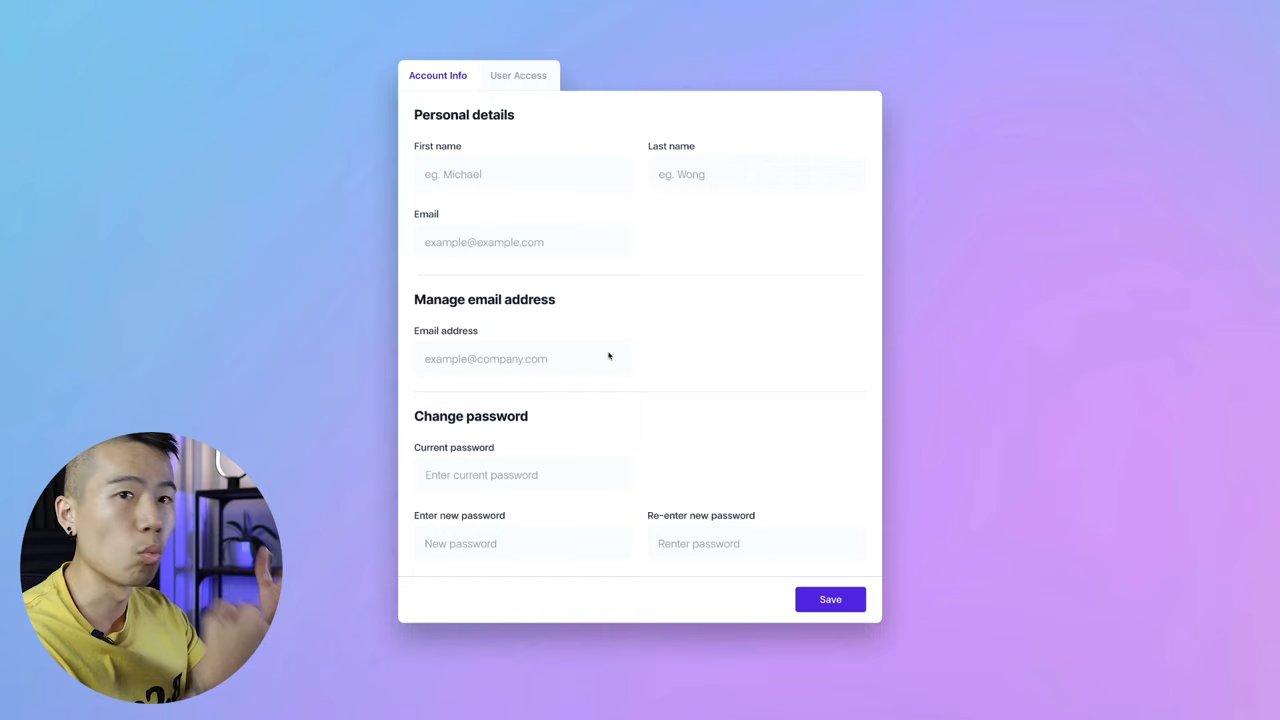 Account Info User Access
Personal details
First name Last name
eg. Michael eg. Wong
Email
example@example.com
Manage email address
Email address
example@company.com
Change password
Current password
Enter current password
Enter new password Re-enter new password
New password Renter password
Save